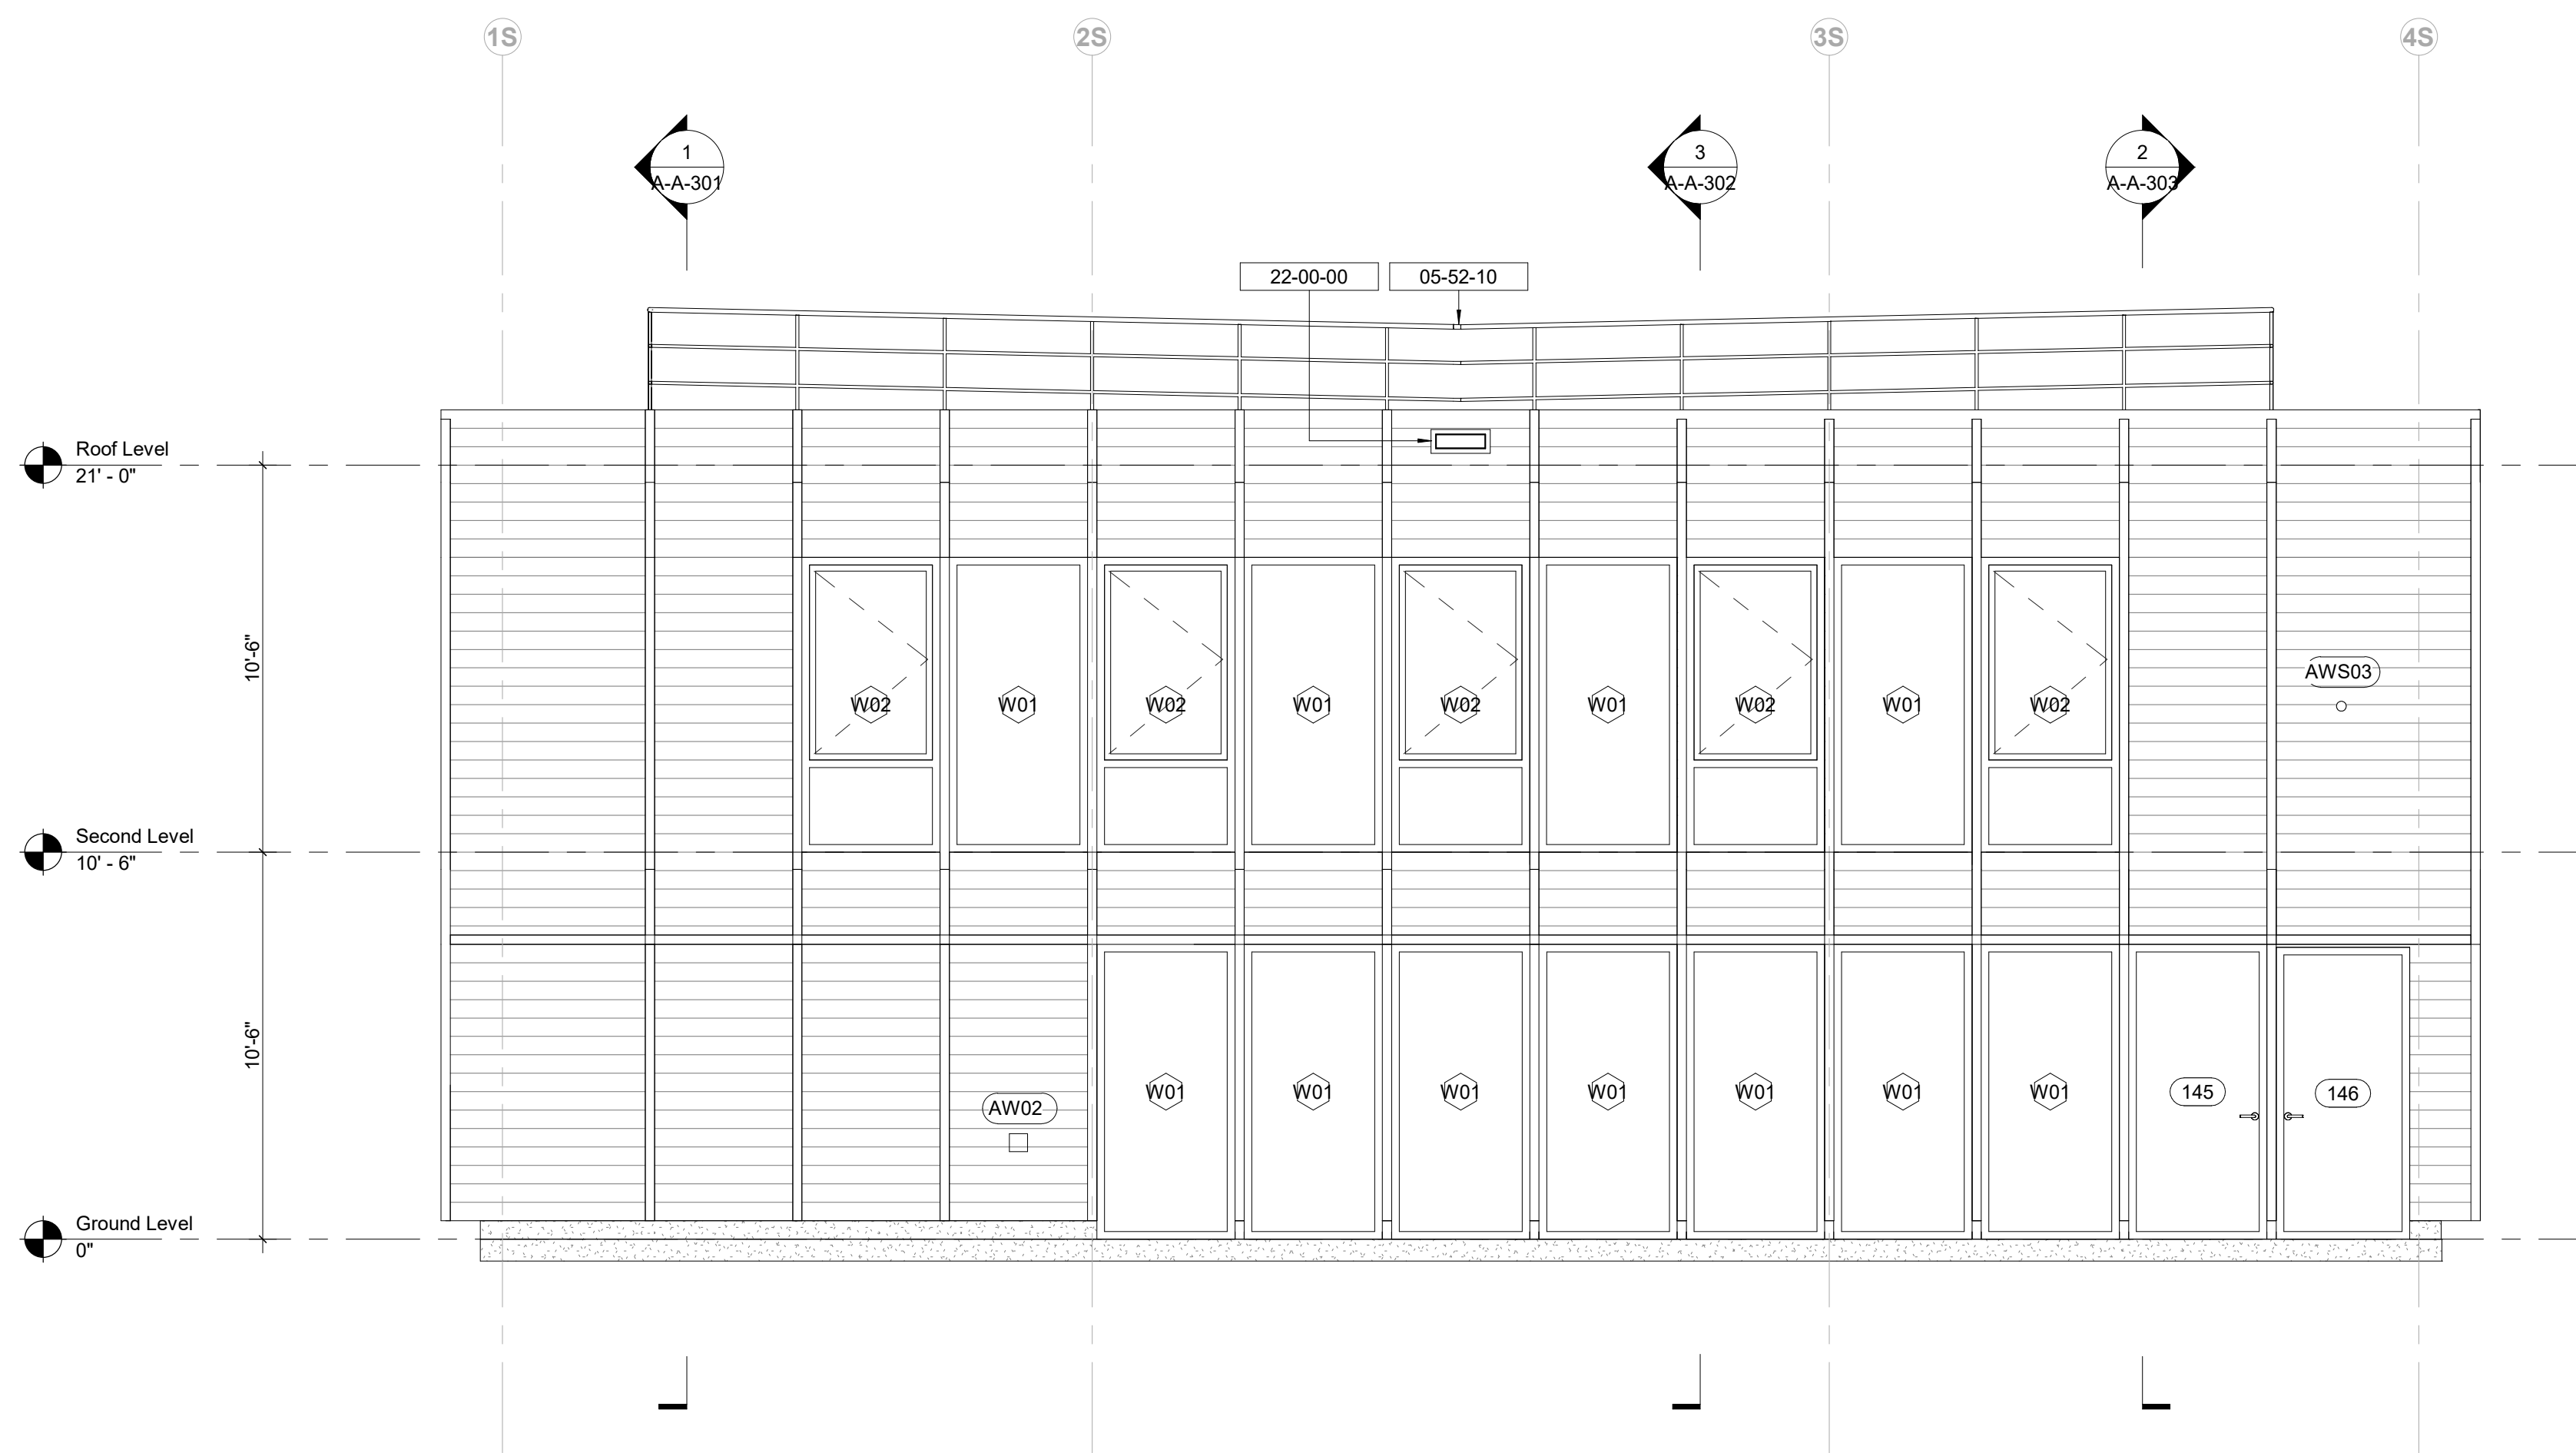 1S
2S
3S
4S
1
A-A-301
3
A-A-302
2
A-A-303
22-00-00
05-52-10
Roof Level
21' - 0"
10'-6"
W02
W01
W02
W01
W02
W01
W02
W01
W02
AWS03
Second Level
10' - 6"
10'-6"
AW02
W01
W01
W01
W01
W01
W01
W01
145
146
Ground Level
0"